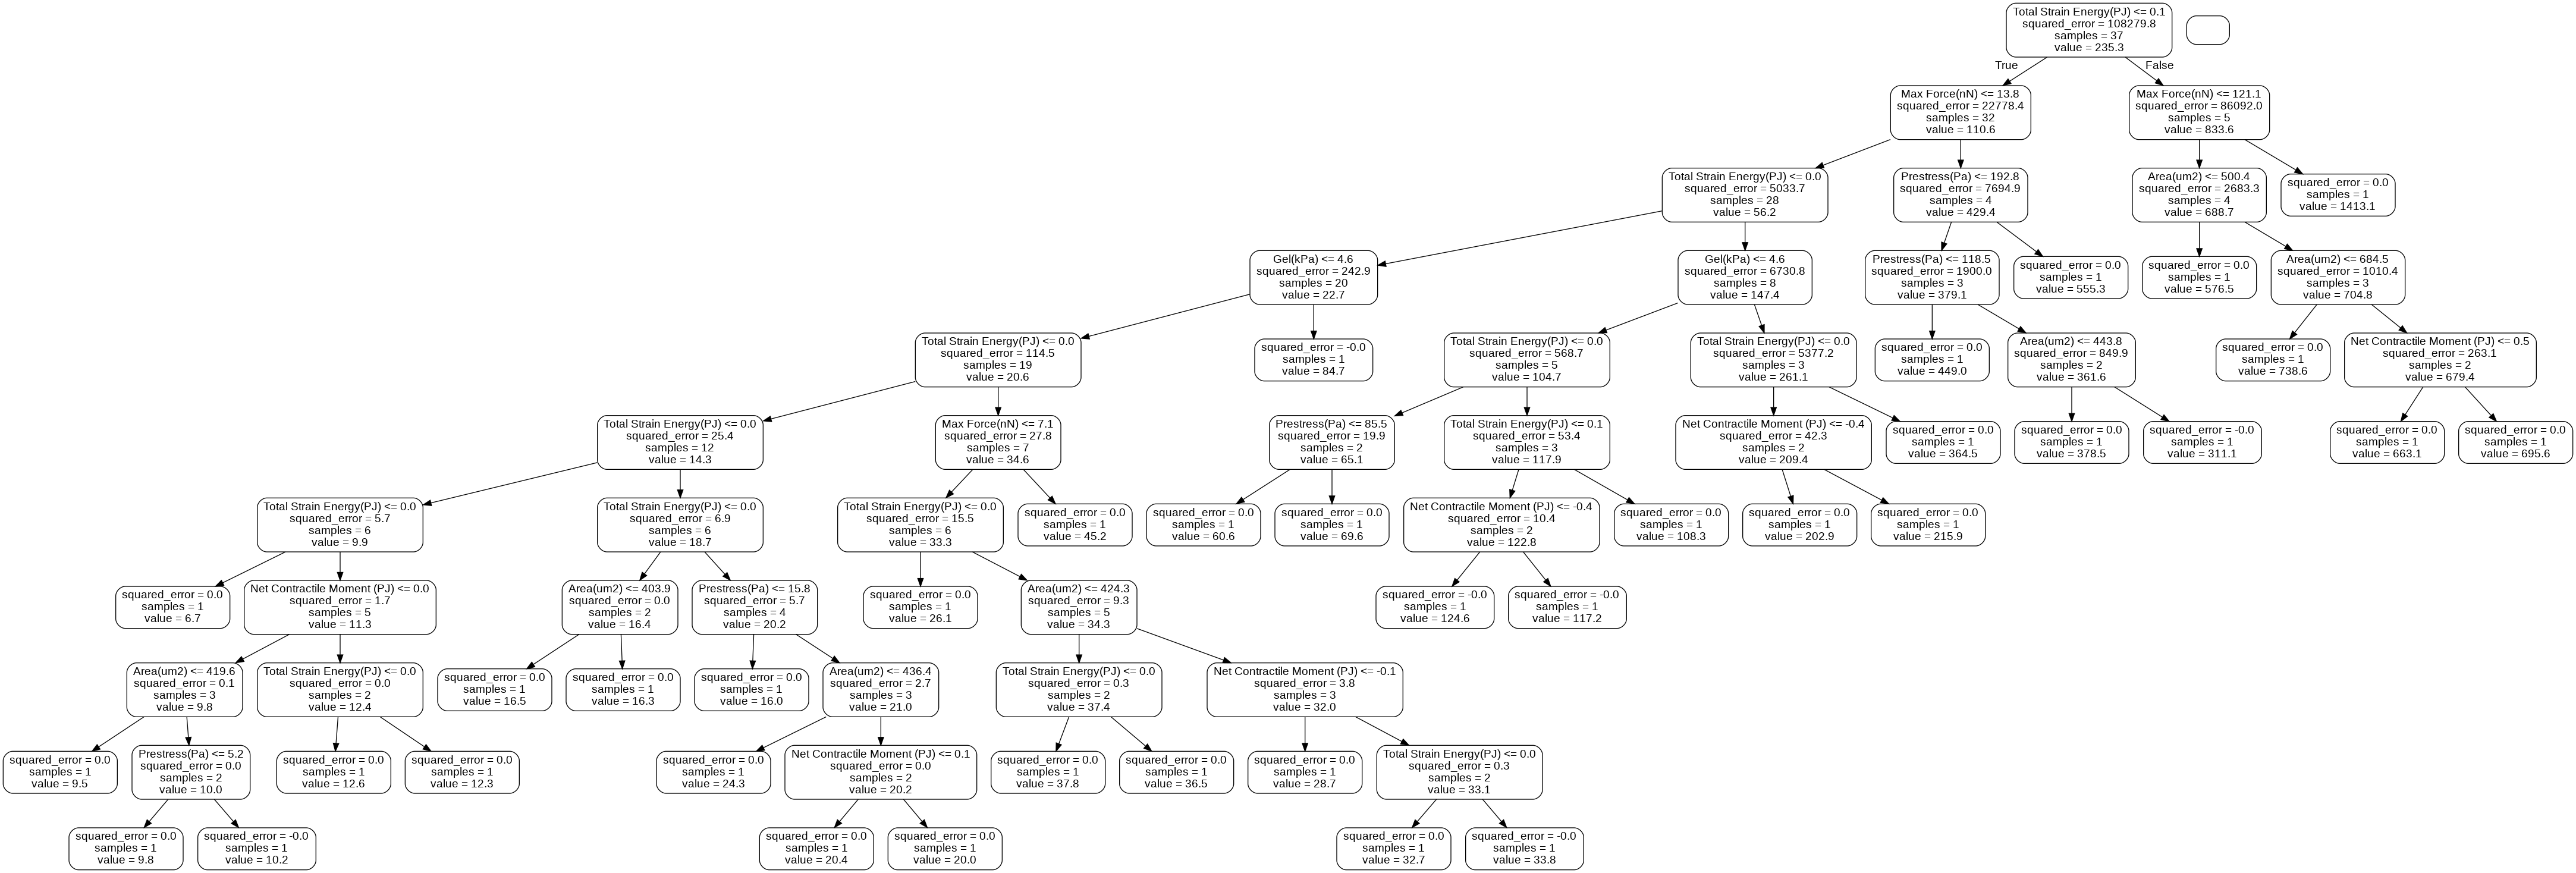 Total Strain Energy(PJ) <= 0.1
squared_error = 108279.8
samples = 37
value = 235.3
True
False
Max Force(nN) <= 13.8
squared_error = 22778.4
samples = 32
value = 110.6
Max Force(nN) <= 121.1
squared_error = 86092.0
samples = 5
value = 833.6
Total Strain Energy(PJ) <= 0.0
squared_error = 5033.7
samples = 28
value = 56.2
Prestress(Pa) <= 192.8
squared_error = 7694.9
samples = 4
value = 429.4
Area(um2) <= 500.4
squared_error = 2683.3
samples = 4
value = 688.7
squared_error = 0.0
samples = 1
value = 1413.1
Gel(kPa) <= 4.6
squared_error = 242.9
samples = 20
value = 22.7
Gel(kPa) <= 4.6
squared_error = 6730.8
samples = 8
value = 147.4
Prestress(Pa) <= 118.5
squared_error = 1900.0
samples = 3
value = 379.1
squared_error = 0.0
samples = 1
value = 555.3
squared_error = 0.0
samples = 1
value = 576.5
Area(um2) <= 684.5
squared_error = 1010.4
samples = 3
value = 704.8
Total Strain Energy(PJ) <= 0.0
squared_error = 114.5
samples = 19
value = 20.6
squared_error = -0.0
samples = 1
value = 84.7
Total Strain Energy(PJ) <= 0.0
squared_error = 568.7
samples = 5
value = 104.7
Total Strain Energy(PJ) <= 0.0
squared_error = 5377.2
samples = 3
value = 261.1
squared_error = 0.0
samples = 1
value = 449.0
Area(um2) <= 443.8
squared_error = 849.9
samples = 2
value = 361.6
squared_error = 0.0
samples = 1
value = 738.6
Net Contractile Moment (PJ) <= 0.5
squared_error = 263.1
samples = 2
value = 679.4
Total Strain Energy(PJ) <= 0.0
squared_error = 25.4
samples = 12
value = 14.3
Max Force(nN) <= 7.1
squared_error = 27.8
samples = 7
value = 34.6
Prestress(Pa) <= 85.5
squared_error = 19.9
samples = 2
value = 65.1
Total Strain Energy(PJ) <= 0.1
squared_error = 53.4
samples = 3
value = 117.9
Net Contractile Moment (PJ) <= -0.4
squared_error = 42.3
samples = 2
value = 209.4
squared_error = 0.0
samples = 1
value = 364.5
squared_error = 0.0
samples = 1
value = 378.5
squared_error = -0.0
samples = 1
value = 311.1
squared_error = 0.0
samples = 1
value = 663.1
squared_error = 0.0
samples = 1
value = 695.6
Total Strain Energy(PJ) <= 0.0
squared_error = 5.7
samples = 6
value = 9.9
Total Strain Energy(PJ) <= 0.0
squared_error = 6.9
samples = 6
value = 18.7
Total Strain Energy(PJ) <= 0.0
squared_error = 15.5
samples = 6
value = 33.3
squared_error = 0.0
samples = 1
value = 45.2
squared_error = 0.0
samples = 1
value = 60.6
squared_error = 0.0
samples = 1
value = 69.6
Net Contractile Moment (PJ) <= -0.4
squared_error = 10.4
samples = 2
value = 122.8
squared_error = 0.0
samples = 1
value = 108.3
squared_error = 0.0
samples = 1
value = 202.9
squared_error = 0.0
samples = 1
value = 215.9
squared_error = 0.0
samples = 1
value = 6.7
Net Contractile Moment (PJ) <= 0.0
squared_error = 1.7
samples = 5
value = 11.3
Area(um2) <= 403.9
squared_error = 0.0
samples = 2
value = 16.4
Prestress(Pa) <= 15.8
squared_error = 5.7
samples = 4
value = 20.2
squared_error = 0.0
samples = 1
value = 26.1
Area(um2) <= 424.3
squared_error = 9.3
samples = 5
value = 34.3
squared_error = -0.0
samples = 1
value = 124.6
squared_error = -0.0
samples = 1
value = 117.2
Area(um2) <= 419.6
squared_error = 0.1
samples = 3
value = 9.8
Total Strain Energy(PJ) <= 0.0
squared_error = 0.0
samples = 2
value = 12.4
squared_error = 0.0
samples = 1
value = 16.5
squared_error = 0.0
samples = 1
value = 16.3
squared_error = 0.0
samples = 1
value = 16.0
Area(um2) <= 436.4
squared_error = 2.7
samples = 3
value = 21.0
Total Strain Energy(PJ) <= 0.0
squared_error = 0.3
samples = 2
value = 37.4
Net Contractile Moment (PJ) <= -0.1
squared_error = 3.8
samples = 3
value = 32.0
squared_error = 0.0
samples = 1
value = 9.5
Prestress(Pa) <= 5.2
squared_error = 0.0
samples = 2
value = 10.0
squared_error = 0.0
samples = 1
value = 12.6
squared_error = 0.0
samples = 1
value = 12.3
squared_error = 0.0
samples = 1
value = 24.3
Net Contractile Moment (PJ) <= 0.1
squared_error = 0.0
samples = 2
value = 20.2
squared_error = 0.0
samples = 1
value = 37.8
squared_error = 0.0
samples = 1
value = 36.5
squared_error = 0.0
samples = 1
value = 28.7
Total Strain Energy(PJ) <= 0.0
squared_error = 0.3
samples = 2
value = 33.1
squared_error = 0.0
samples = 1
value = 9.8
squared_error = -0.0
samples = 1
value = 10.2
squared_error = 0.0
samples = 1
value = 20.4
squared_error = 0.0
samples = 1
value = 20.0
squared_error = 0.0
samples = 1
value = 32.7
squared_error = -0.0
samples = 1
value = 33.8